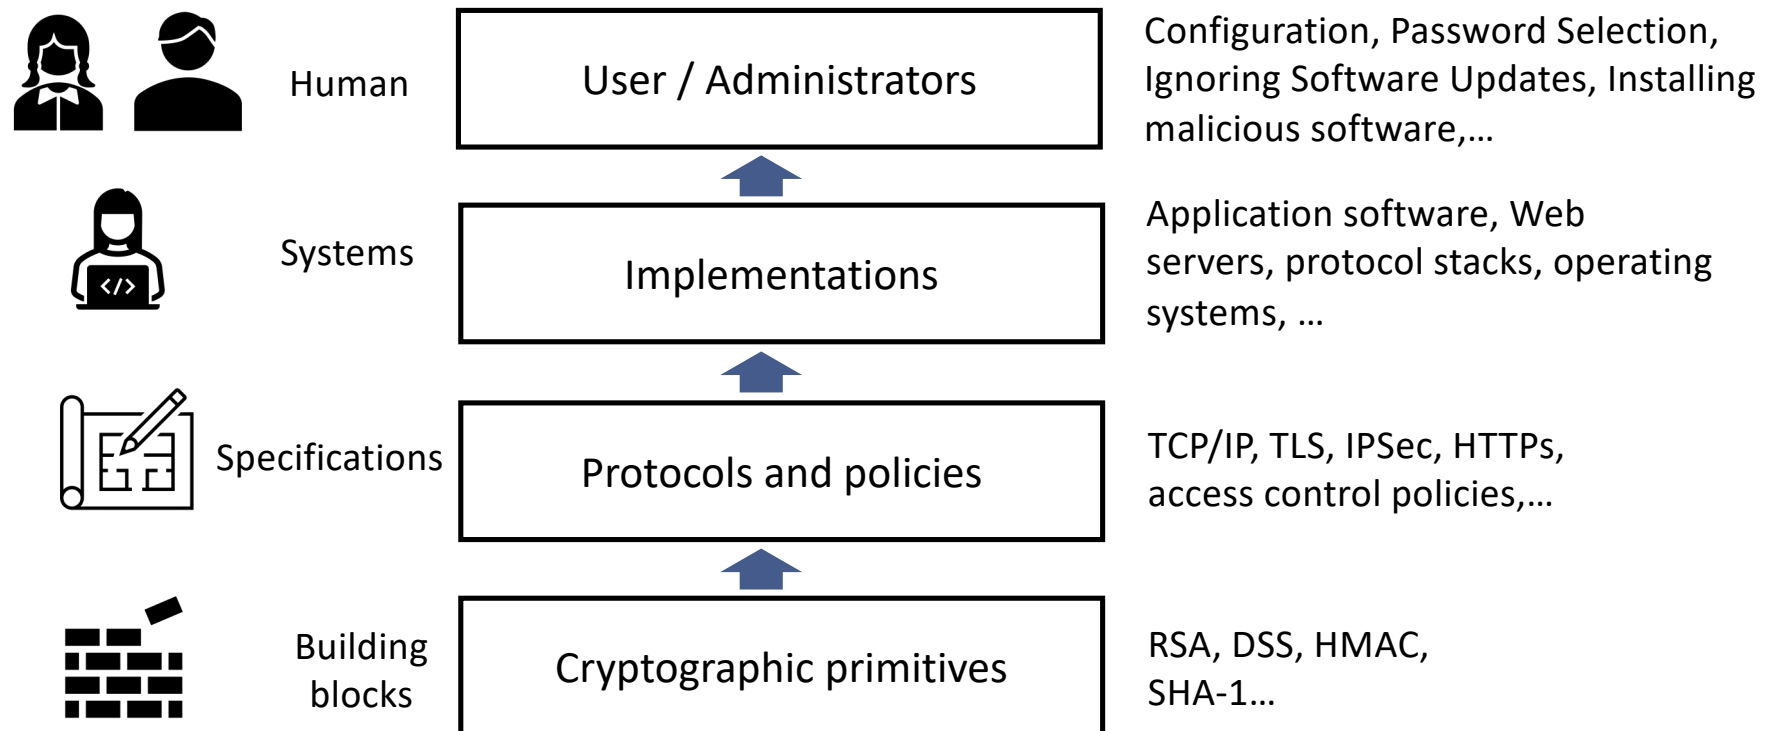 Human
User / Administrators
Configuration, Password Selection,
Ignoring Software Updates, Installing
malicious software,…
Systems
</>
Implementations
Application software, Web
servers, protocol stacks, operating
systems, …
Specifications
Protocols and policies
TCP/IP, TLS, IPSec, HTTPs,
access control policies,…
Building
blocks
Cryptographic primitives
RSA, DSS, HMAC,
SHA-1…